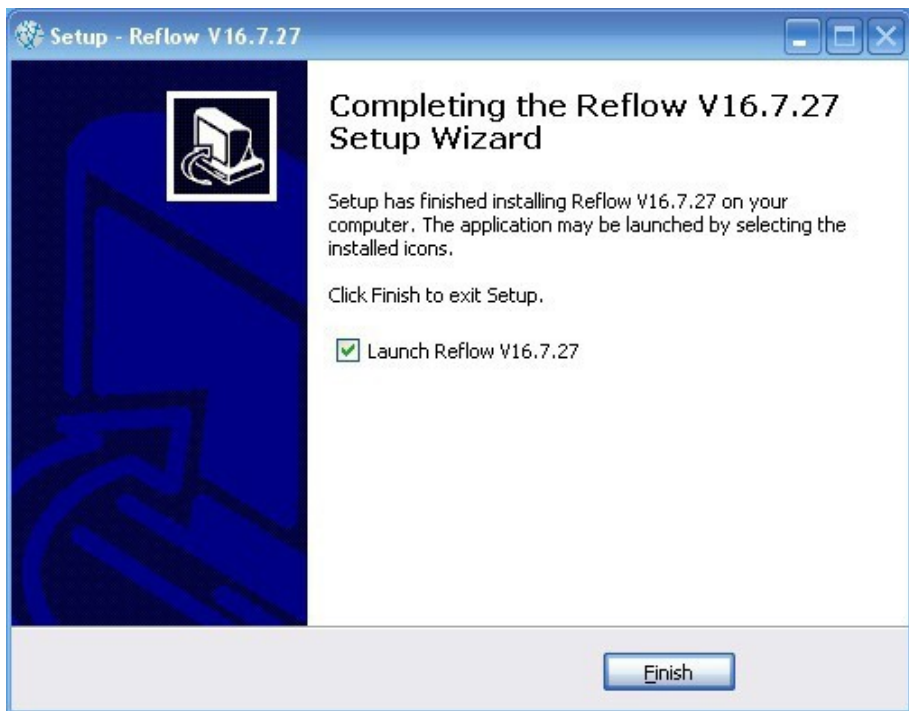 Setup - Reflow V16.7.27
Completing the Reflow V16.7.27
Setup Wizard
Setup has finished installing Reflow V16.7.27 on your
computer. The application may be launched by selecting the
installed icons.
Click Finish to exit Setup.
Launch Reflow V16.7.27
Finish